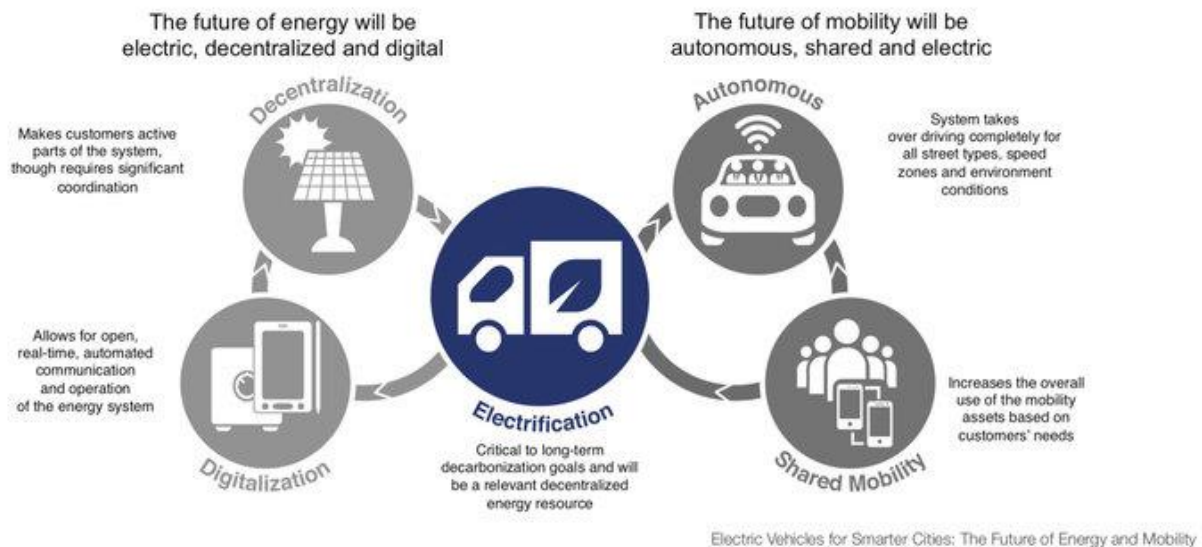 The future of energy will be
electric, decentralized and digital
The future of mobility will be
autonomous, shared and electric
Decentralization
Makes customers active
parts of the system,
though requires significant
coordination
Autonomous
System takes
over driving completely for
all street types, speed
zones and environment
conditions
Allows for open,
real-time, automated
communication
and operation
of the energy system
Digitalization
Electrification
Critical to long-term
decarbonization goals and will
be a relevant decentralized
energy resource
Increases the overall
use of the mobility
assets based on
customers' needs
Shared Mobility
Electric Vehicles for Smarter Cities: The Future of Energy and Mobility